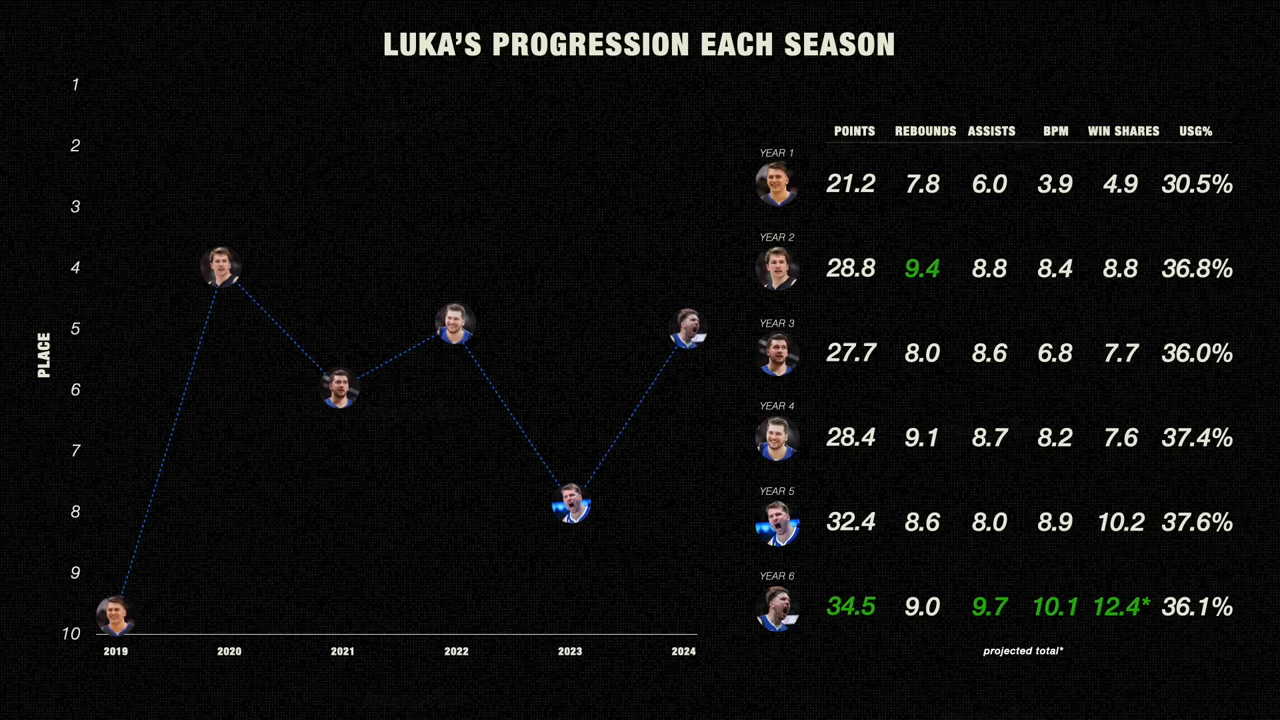 LUKA'S PROGRESSION EACH SEASON
1
2
3
4
5
6
7
8
9
10
PLACE
2019 2020 2021 2022 2023 2024
POINTS REBOUNDS ASSISTS BPM WIN SHARES USG%
YEAR 1
21.2 7.8 6.0 3.9 4.9 30.5%
YEAR 2
28.8 9.4 8.8 8.4 8.8 36.8%
YEAR 3
27.7 8.0 8.6 6.8 7.7 36.0%
YEAR 4
28.4 9.1 8.7 8.2 7.6 37.4%
YEAR 5
32.4 8.6 8.0 8.9 10.2 37.6%
YEAR 6
34.5 9.0 9.7 10.1 12.4* 36.1%
projected total*